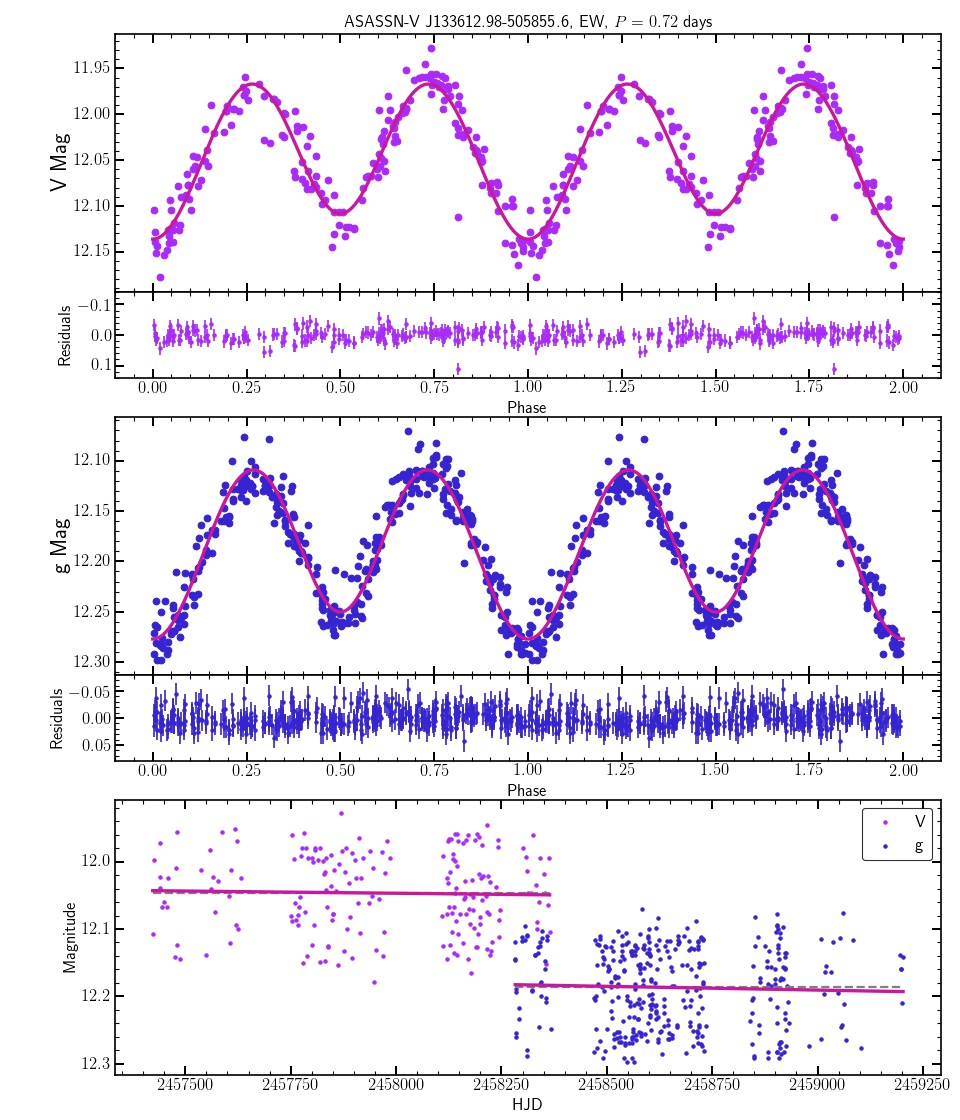 ASASSN-V J133612.98-505855.6, EW, P = 0.72 days
V Mag
11.95
12.00
12.05
12.10
12.15
Residuals
−0.1
0.0
0.1
0.00 0.25 0.50 0.75 1.00 1.25 1.50 1.75 2.00
Phase
g Mag
12.10
12.15
12.20
12.25
12.30
Residuals
−0.05
0.00
0.05
0.00 0.25 0.50 0.75 1.00 1.25 1.50 1.75 2.00
Phase
Magnitude
12.0
12.1
12.2
12.3
V
g
2457500 2457750 2458000 2458250 2458500 2458750 2459000 2459250
HJD